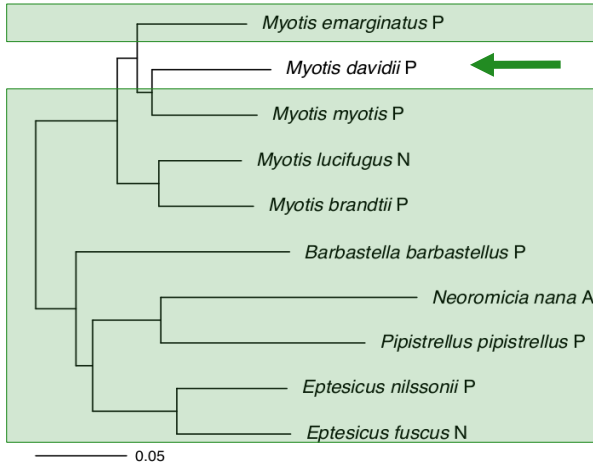 Myotis emarginatus P
Myotis davidii P
Myotis myotis P
Myotis lucifugus N
Myotis brandtii P
Barbastella barbastellus P
Neoromicia nana A
Pipistrellus pipistrellus P
Eptesicus nilssonii P
Eptesicus fuscus N
0.05